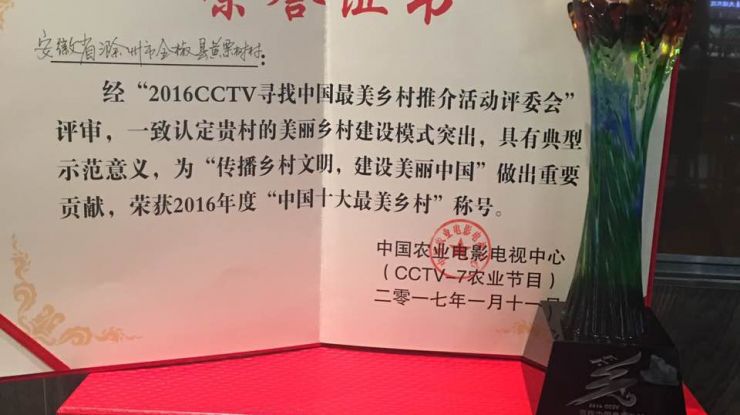 荣誉证书
安徽省滁州市全椒县黄栗树村：
经“2016CCTV寻找中国最美乡村推介活动评委会”
评审，一致认定贵村的美丽乡村建设模式突出，具有典型
示范意义，为“传播乡村文明，建设美丽中国”做出重要
贡献，荣获2016年度“中国十大最美乡村”称号。
中国农业电影电视中心
（CCTV-7农业节目）
二零一七年一月十一日
2016 CCTV